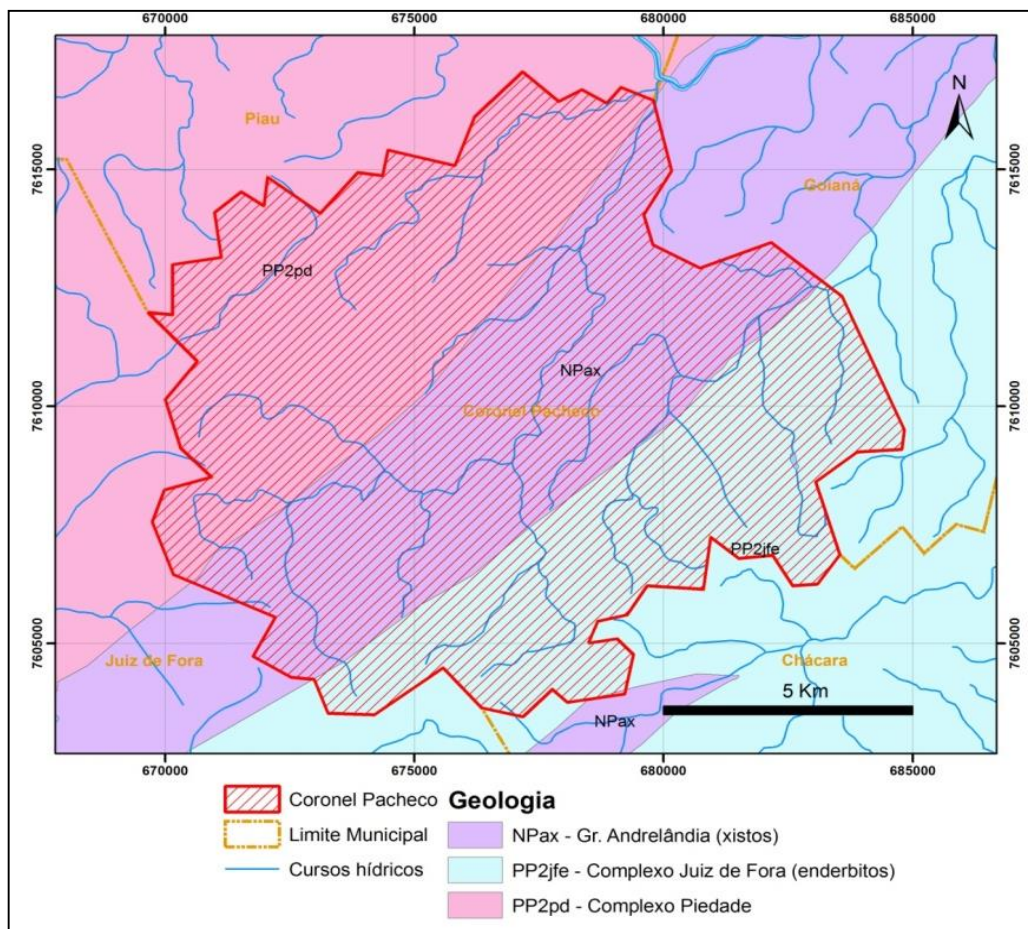 670000 675000 680000 685000
N
Piau
7615000 7615000
Goianá
PP2pd
NPax
7610000 Coronel Pacheco 7610000
PP2jfe
7605000 Juiz de Fora Chácara 7605000
5 Km
NPax
670000 675000 680000 685000
Coronel Pacheco
Limite Municipal
Cursos hídricos
Geologia
NPax - Gr. Andrelândia (xistos)
PP2jfe - Complexo Juiz de Fora (enderbitos)
PP2pd - Complexo Piedade